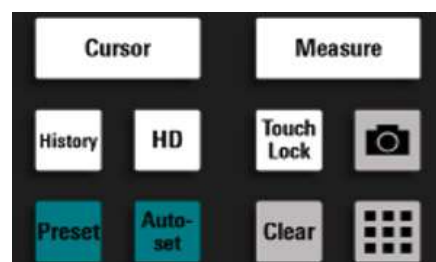 Cursor
Measure
History
HD
Touch
Lock
Preset
Auto-
set
Clear